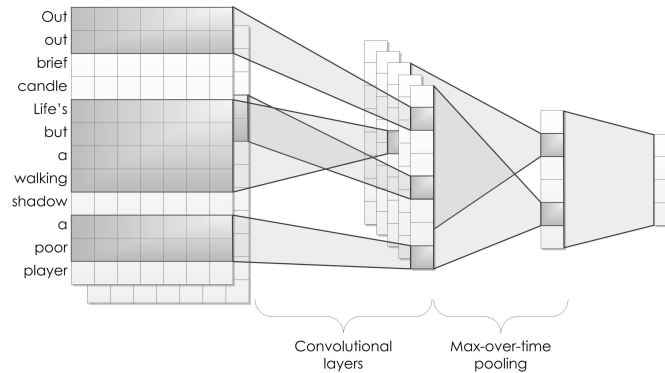 Out
out
brief
candle
Life's
but
a
walking
shadow
a
poor
player
Convolutional
layers
Max-over-time
pooling